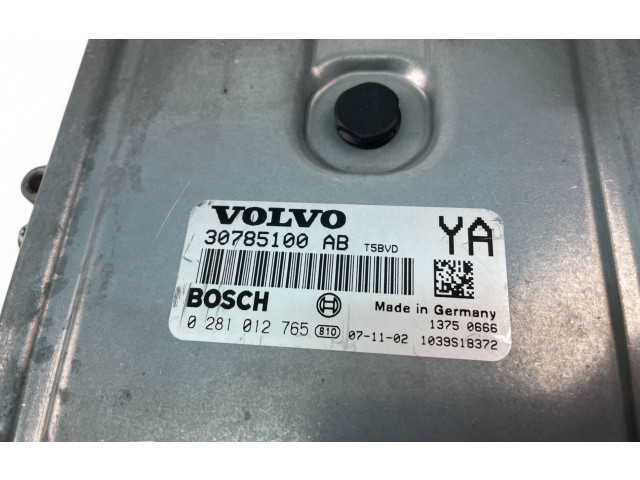 VOLVO
30785100 AB T5BVD
YA
BOSCH
Made in Germany
1375 0666
0 281 012 765 810 07-11-02 1039S18372